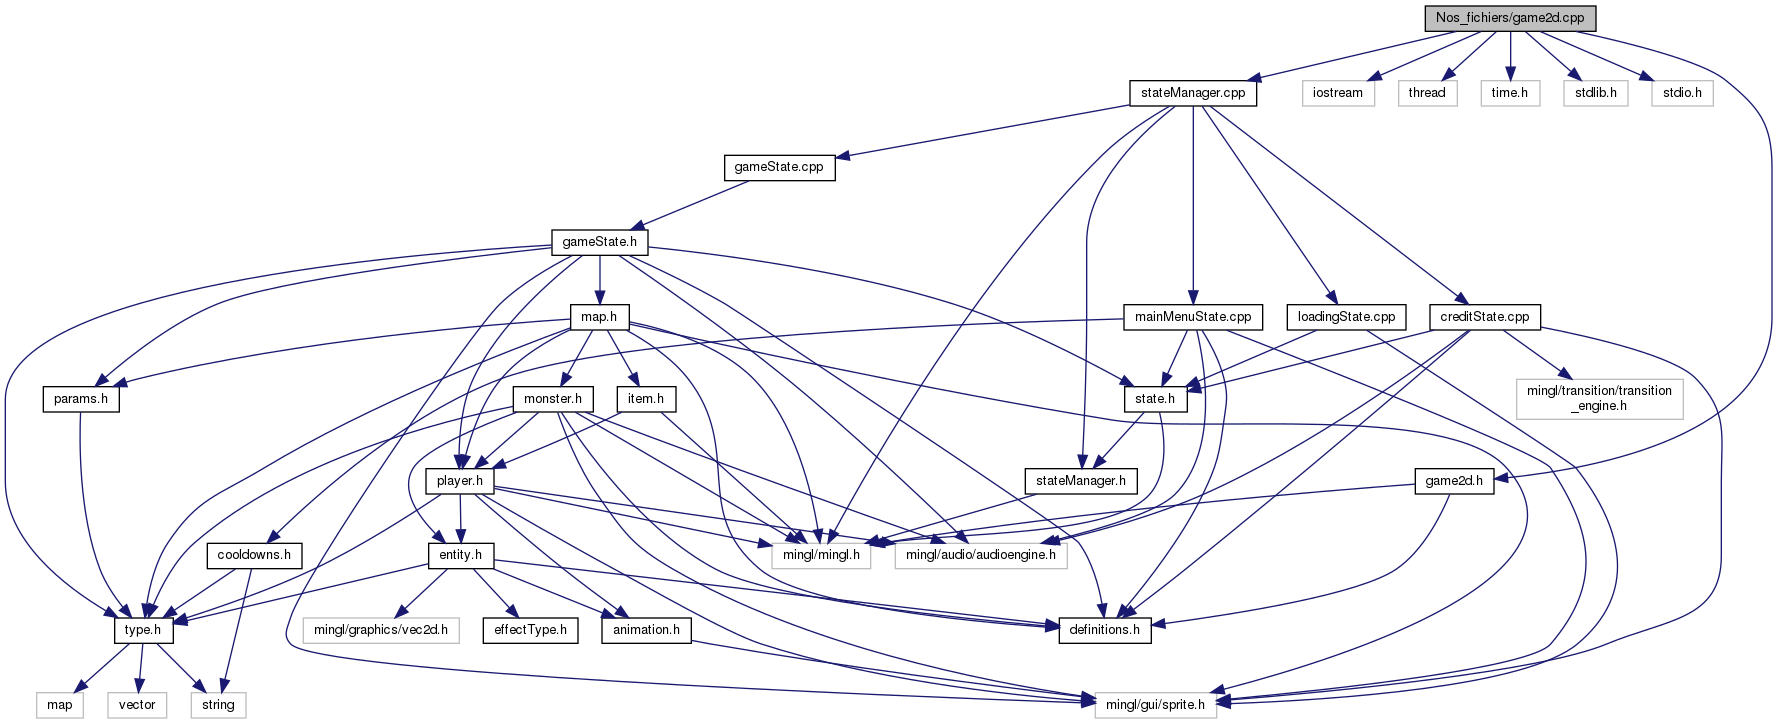 Nos_fichiers/game2d.cpp
stateManager.cpp
iostream
thread
time.h
stdlib.h
stdio.h
gameState.cpp
gameState.h
map.h
mainMenuState.cpp
loadingState.cpp
creditState.cpp
params.h
monster.h
item.h
state.h
mingl/transition/transition
_engine.h
player.h
stateManager.h
game2d.h
cooldowns.h
entity.h
mingl/mingl.h
mingl/audio/audioengine.h
type.h
mingl/graphics/vec2d.h
effectType.h
animation.h
definitions.h
map
vector
string
mingl/gui/sprite.h